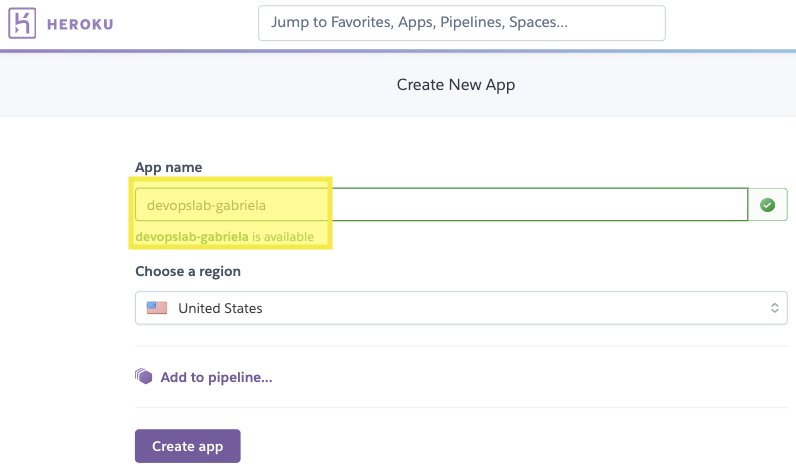 HEROKU
Jump to Favorites, Apps, Pipelines, Spaces...
Create New App
App name
devopslab-gabriela
devopslab-gabriela is available
Choose a region
United States
Add to pipeline...
Create app